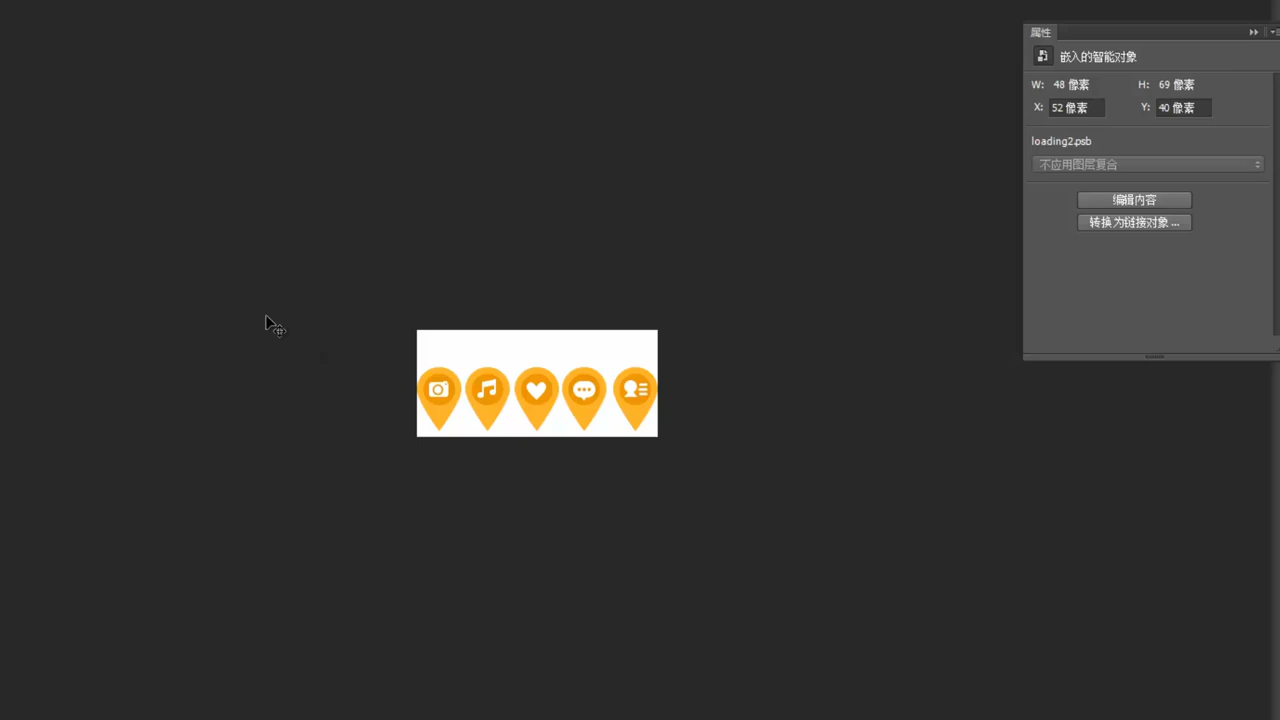 属性
嵌入的智能对象
W: 48 像素 H: 69 像素
X: 52 像素 Y: 40 像素
loading2.psb
不应用图层复合
编辑内容
转换为链接对象 ...